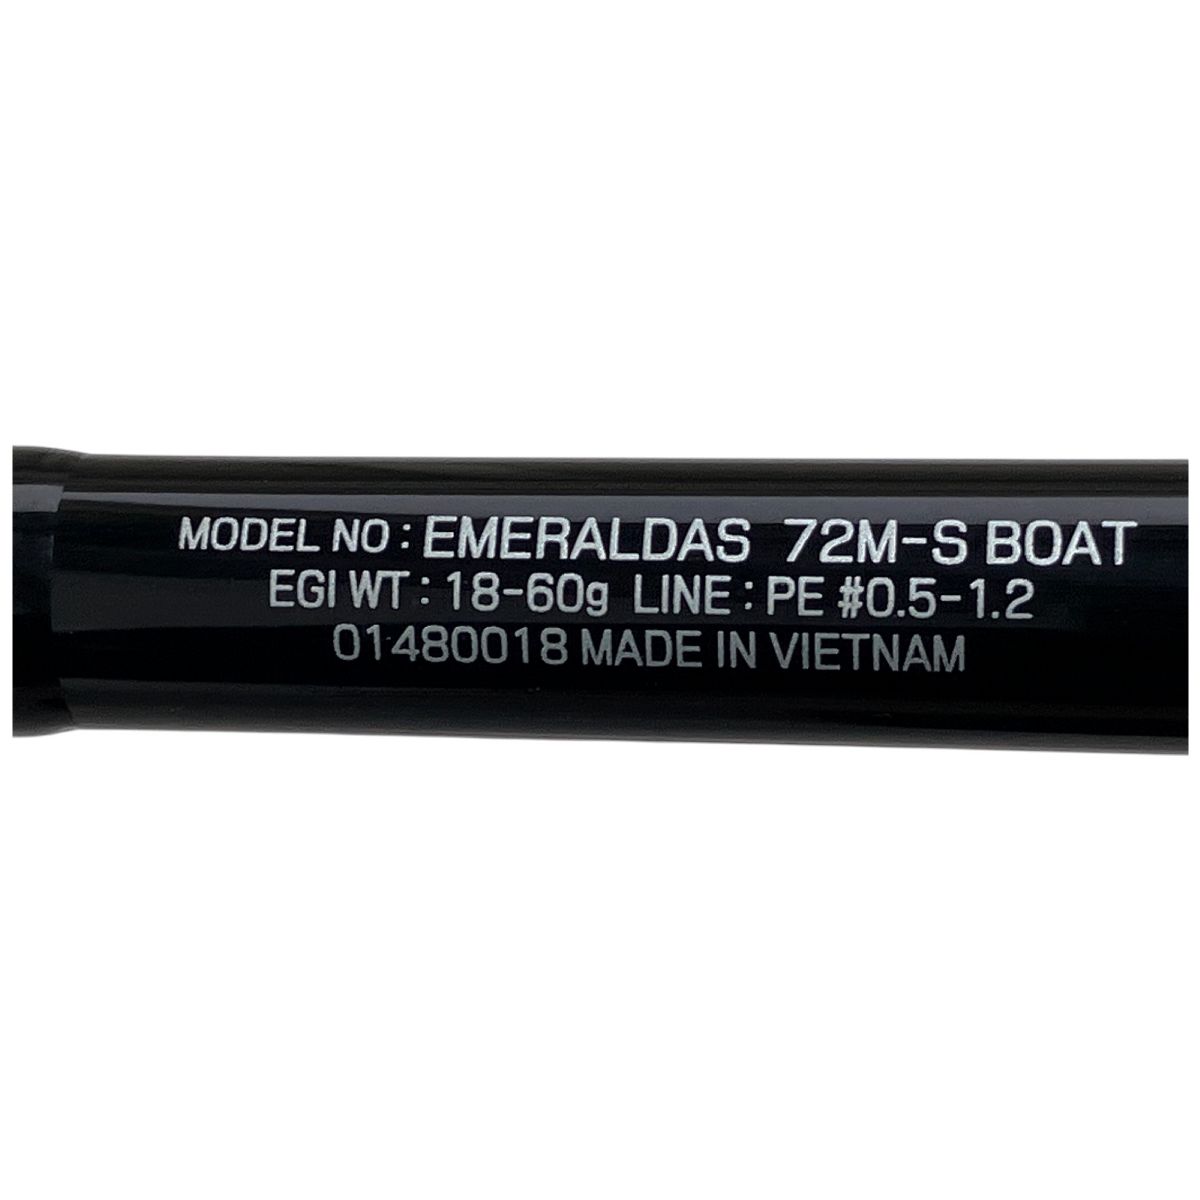 MODEL NO : EMERALDAS 72M-S BOAT
EGI WT : 18-60g LINE : PE #0.5-1.2
01480018 MADE IN VIETNAM